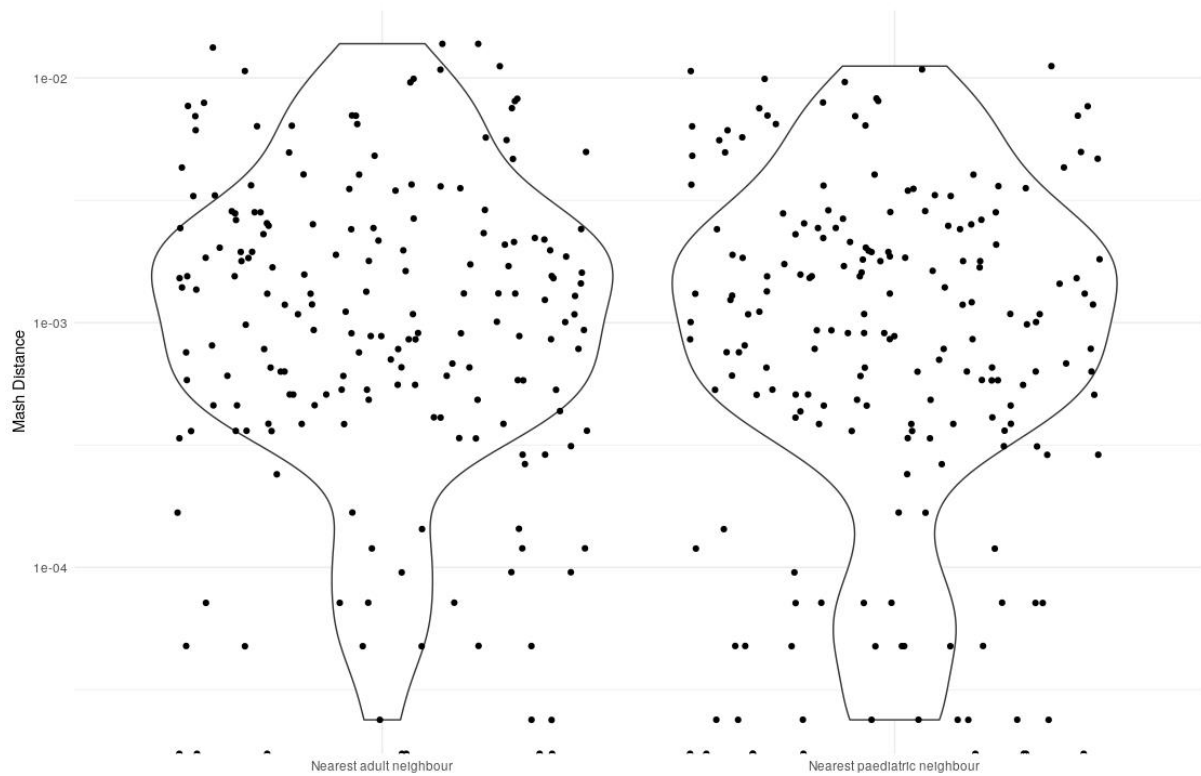 1e-02
1e-03
1e-04
Mash Distance
Nearest adult neighbour
Nearest paediatric neighbour